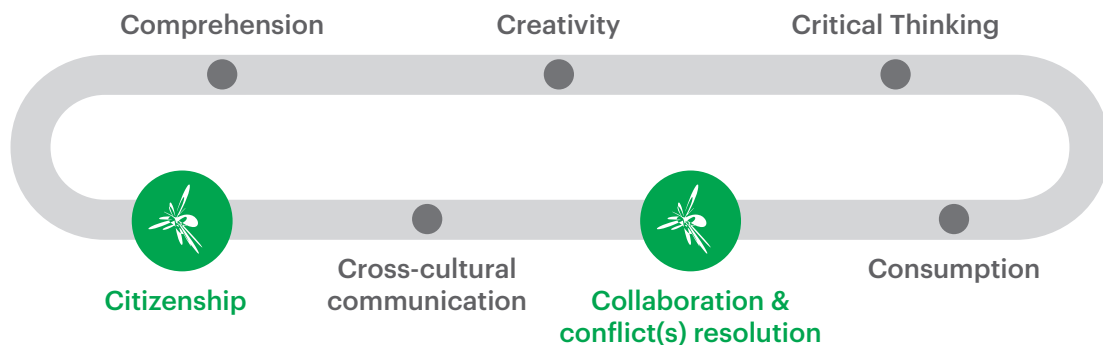 Comprehension
Creativity
Critical Thinking
Citizenship
Cross-cultural
communication
Collaboration &
conflict(s) resolution
Consumption